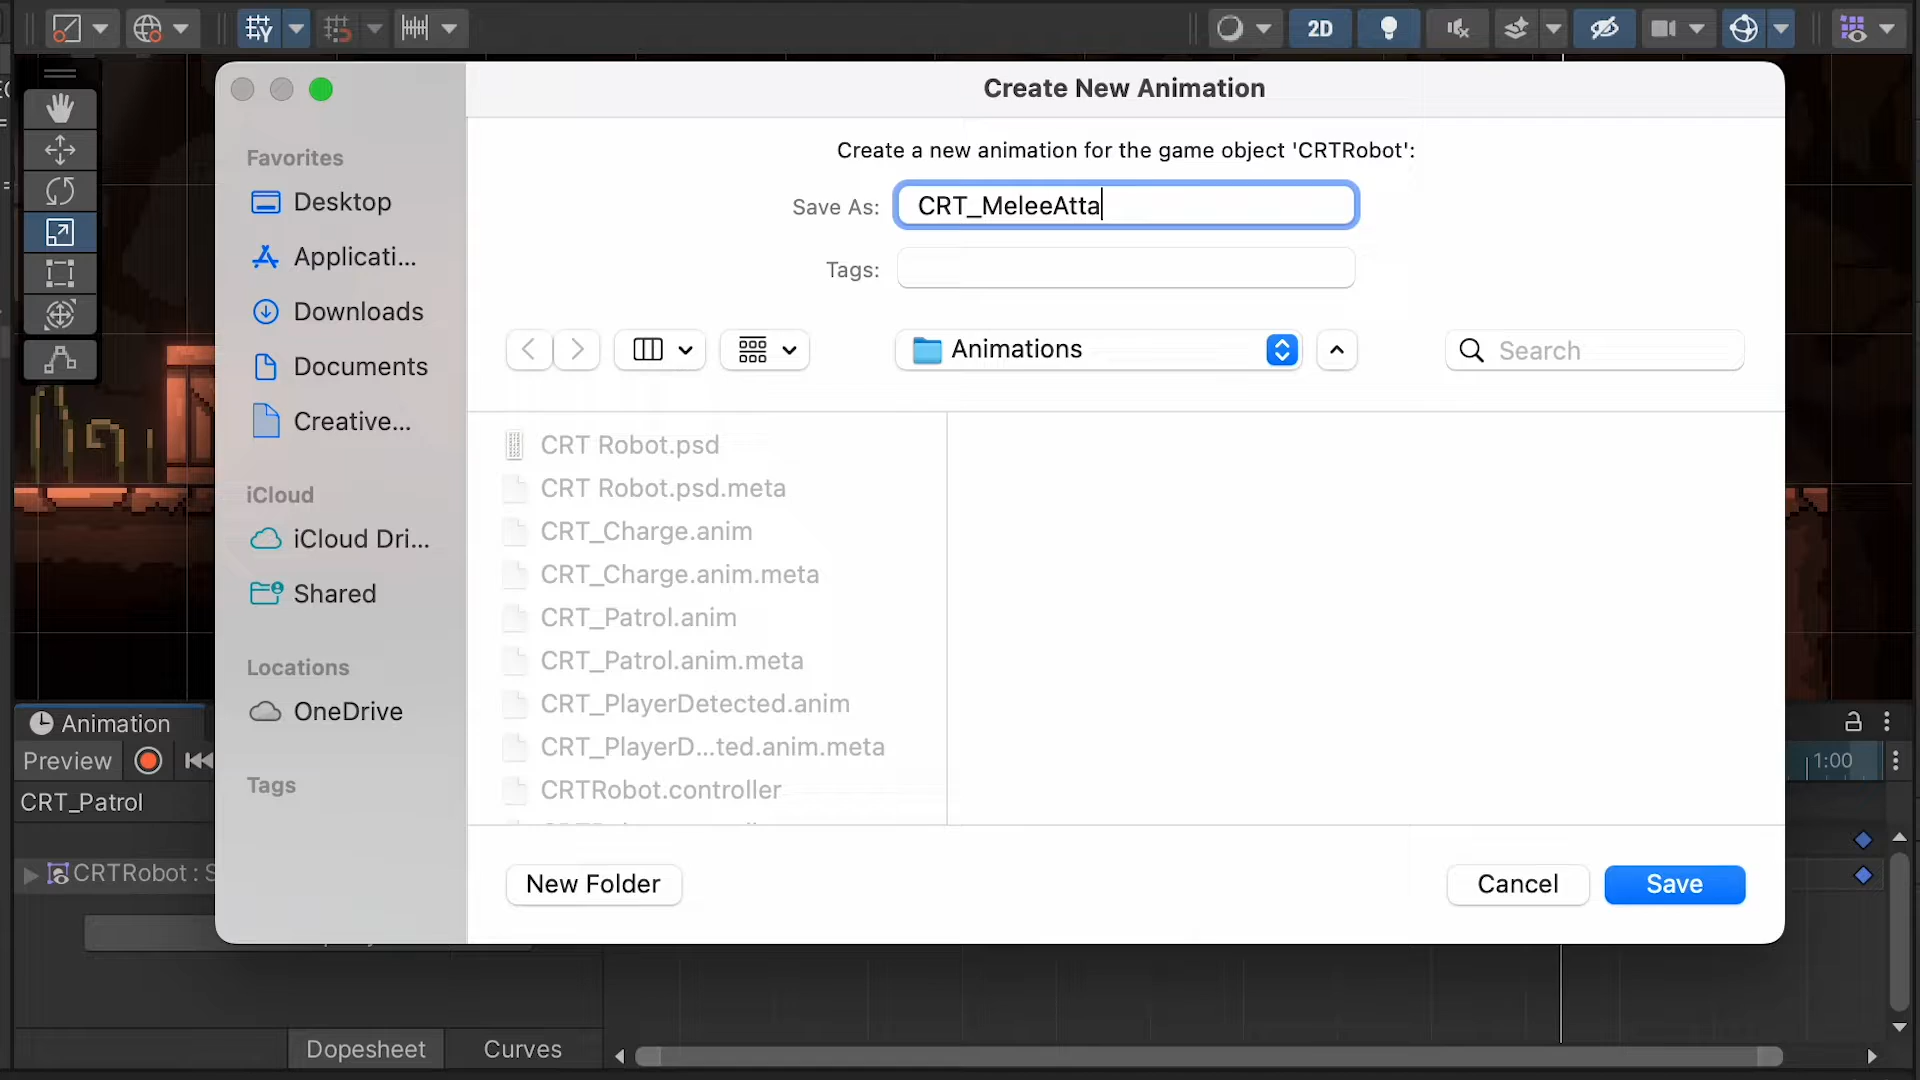 2D
Create New Animation
Create a new animation for the game object 'CRTRobot':
Save As: CRT_MeleeAtta
Tags:
Animations
Search
Favorites
Desktop
Applicati...
Downloads
Documents
Creative...
iCloud
iCloud Dri...
Shared
Locations
OneDrive
Tags
CRT Robot.psd
CRT Robot.psd.meta
CRT_Charge.anim
CRT_Charge.anim.meta
CRT_Patrol.anim
CRT_Patrol.anim.meta
CRT_PlayerDetected.anim
CRT_PlayerD...ted.anim.meta
CRTRobot.controller
New Folder
Cancel
Save
Animation
Preview
1:00
CRT_Patrol
CRTRobot : S
Dopesheet
Curves